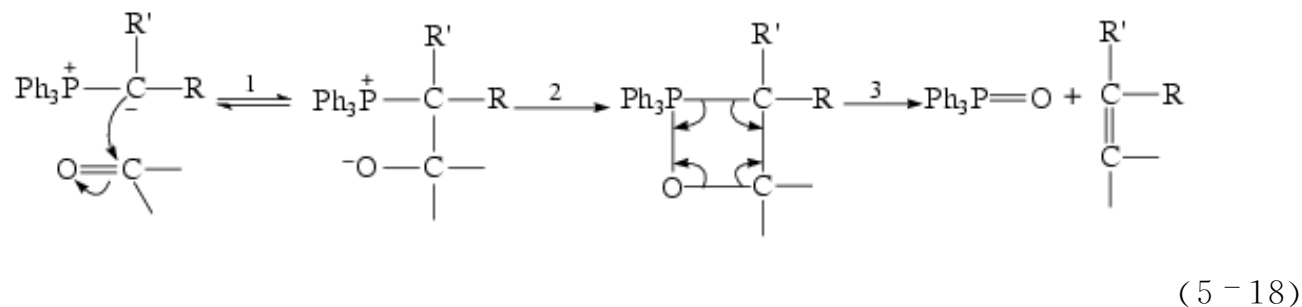 R' R' R' R'
Ph₃P⁺—C⁻—R 1 Ph₃P⁺—C—R 2 Ph₃P—C—R 3 Ph₃P=O + C—R
O=C ⁻O—C O—C C
(5-18)